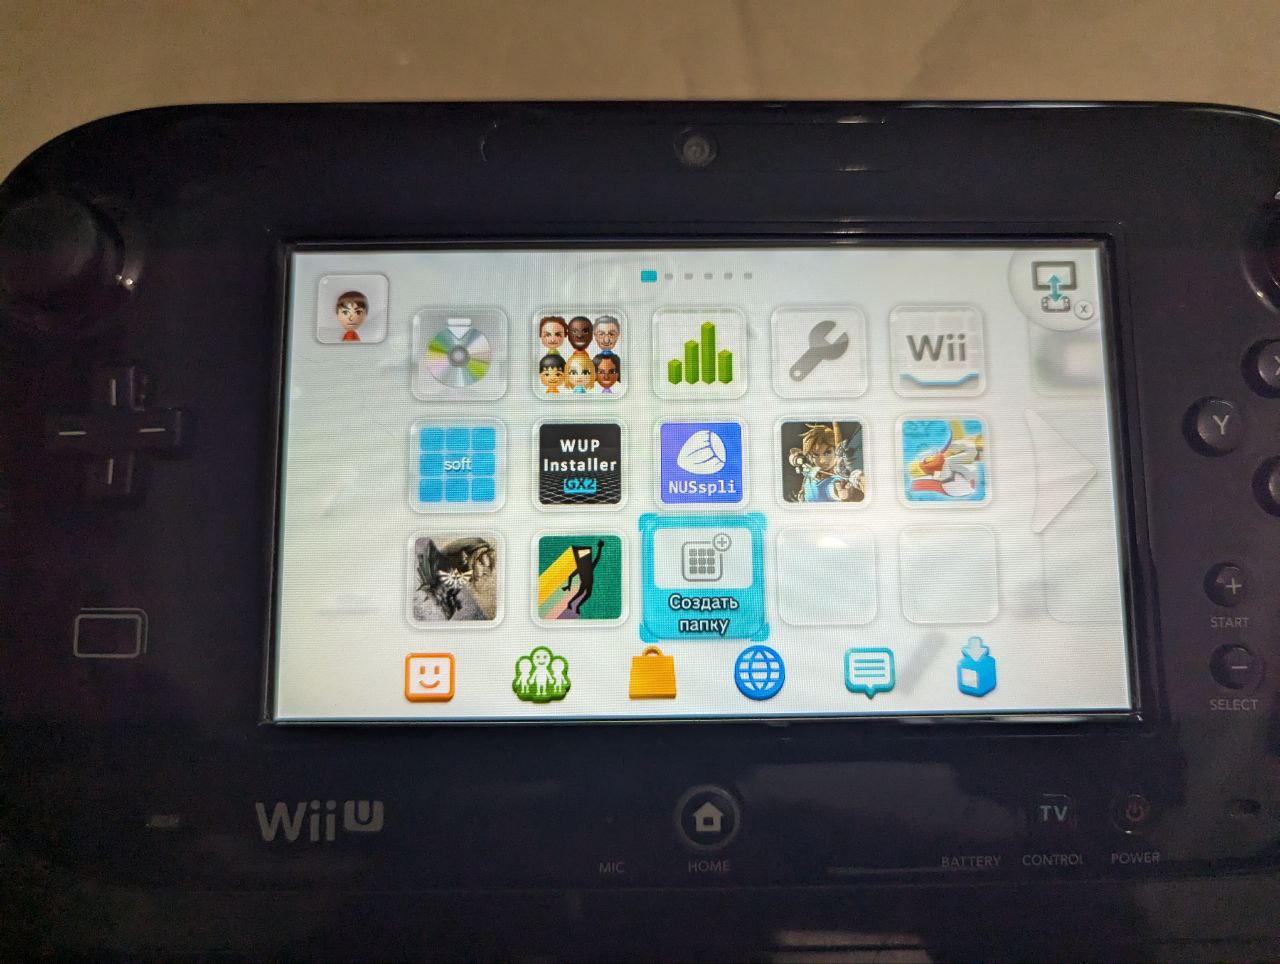 X
Wii
soft
WUP
Installer
GX2
NUSspli
Создать
папку
Y
+
START
−
SELECT
Wii U
TV
MIC
HOME
BATTERY
CONTROL
POWER